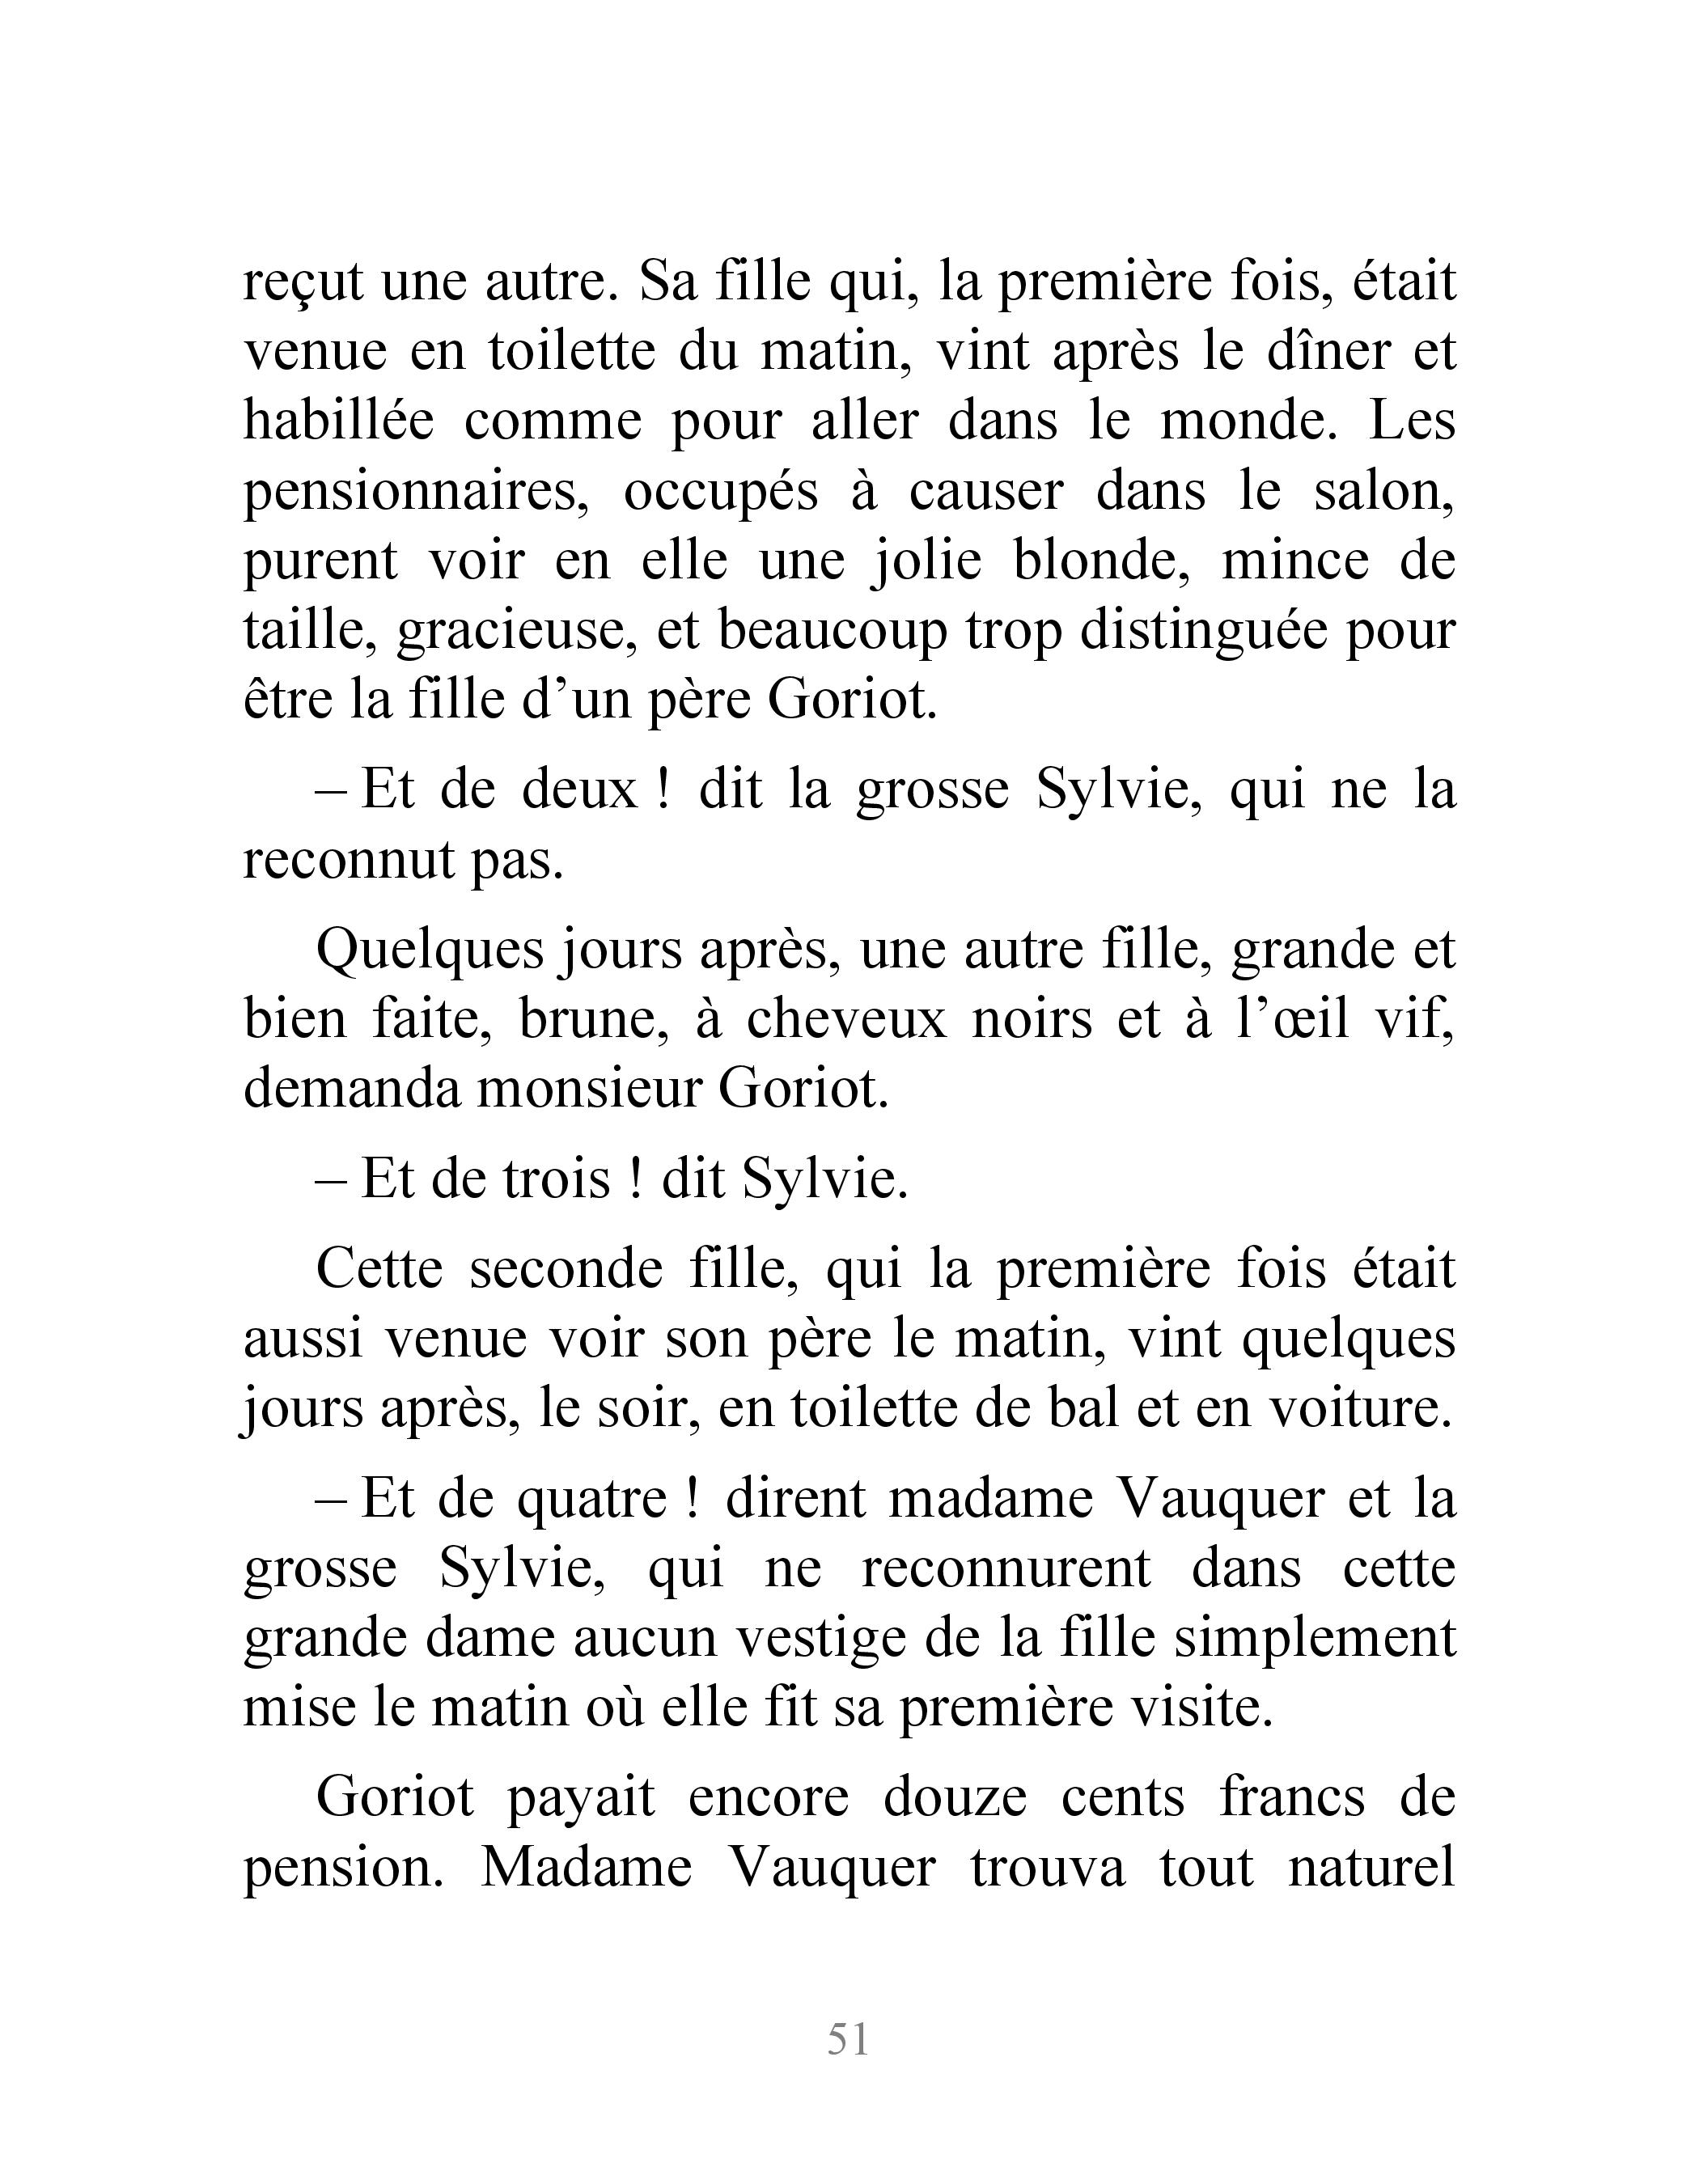 reçut une autre. Sa fille qui, la première fois, était
venue en toilette du matin, vint après le dîner et
habillée comme pour aller dans le monde. Les
pensionnaires, occupés à causer dans le salon,
purent voir en elle une jolie blonde, mince de
taille, gracieuse, et beaucoup trop distinguée pour
être la fille d’un père Goriot.
– Et de deux ! dit la grosse Sylvie, qui ne la
reconnut pas.
Quelques jours après, une autre fille, grande et
bien faite, brune, à cheveux noirs et à l’œil vif,
demanda monsieur Goriot.
– Et de trois ! dit Sylvie.
Cette seconde fille, qui la première fois était
aussi venue voir son père le matin, vint quelques
jours après, le soir, en toilette de bal et en voiture.
– Et de quatre ! dirent madame Vauquer et la
grosse Sylvie, qui ne reconnurent dans cette
grande dame aucun vestige de la fille simplement
mise le matin où elle fit sa première visite.
Goriot payait encore douze cents francs de
pension. Madame Vauquer trouva tout naturel
51